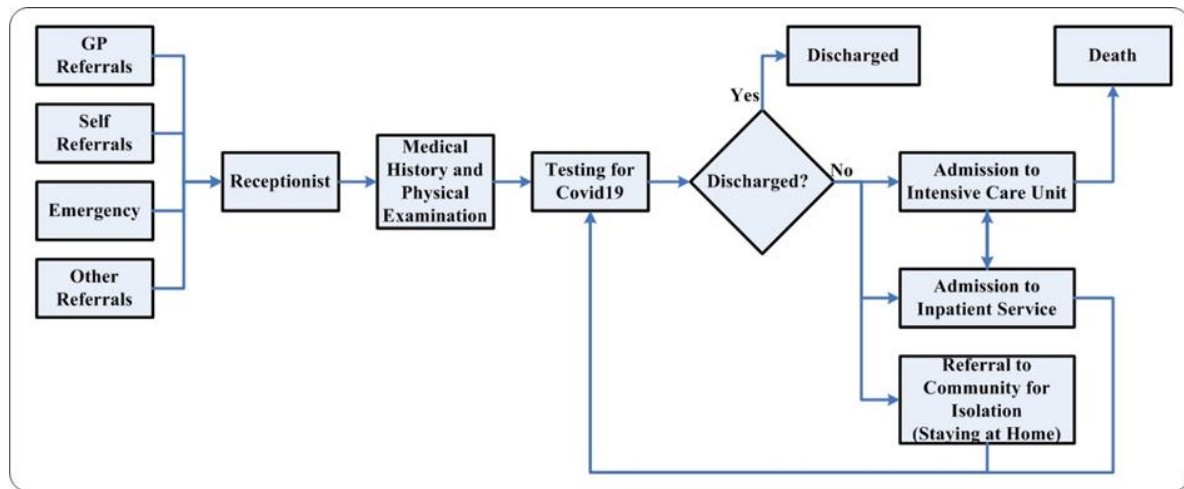 GP
Referrals
Self
Referrals
Emergency
Other
Referrals
Receptionist
Medical
History and
Physical
Examination
Testing for
Covid19
Discharged?
Yes
Discharged
No
Admission to
Intensive Care Unit
Death
Admission to
Inpatient Service
Referral to
Community for
Isolation
(Staying at Home)